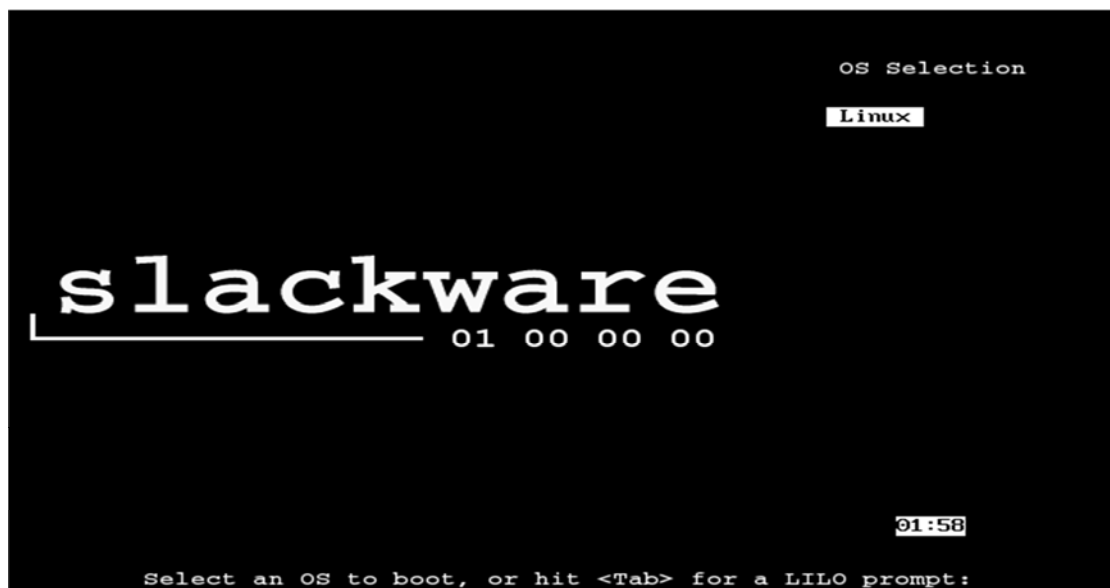 OS Selection
Linux
slackware
01 00 00 00
01:58
Select an OS to boot, or hit <Tab> for a LILO prompt: